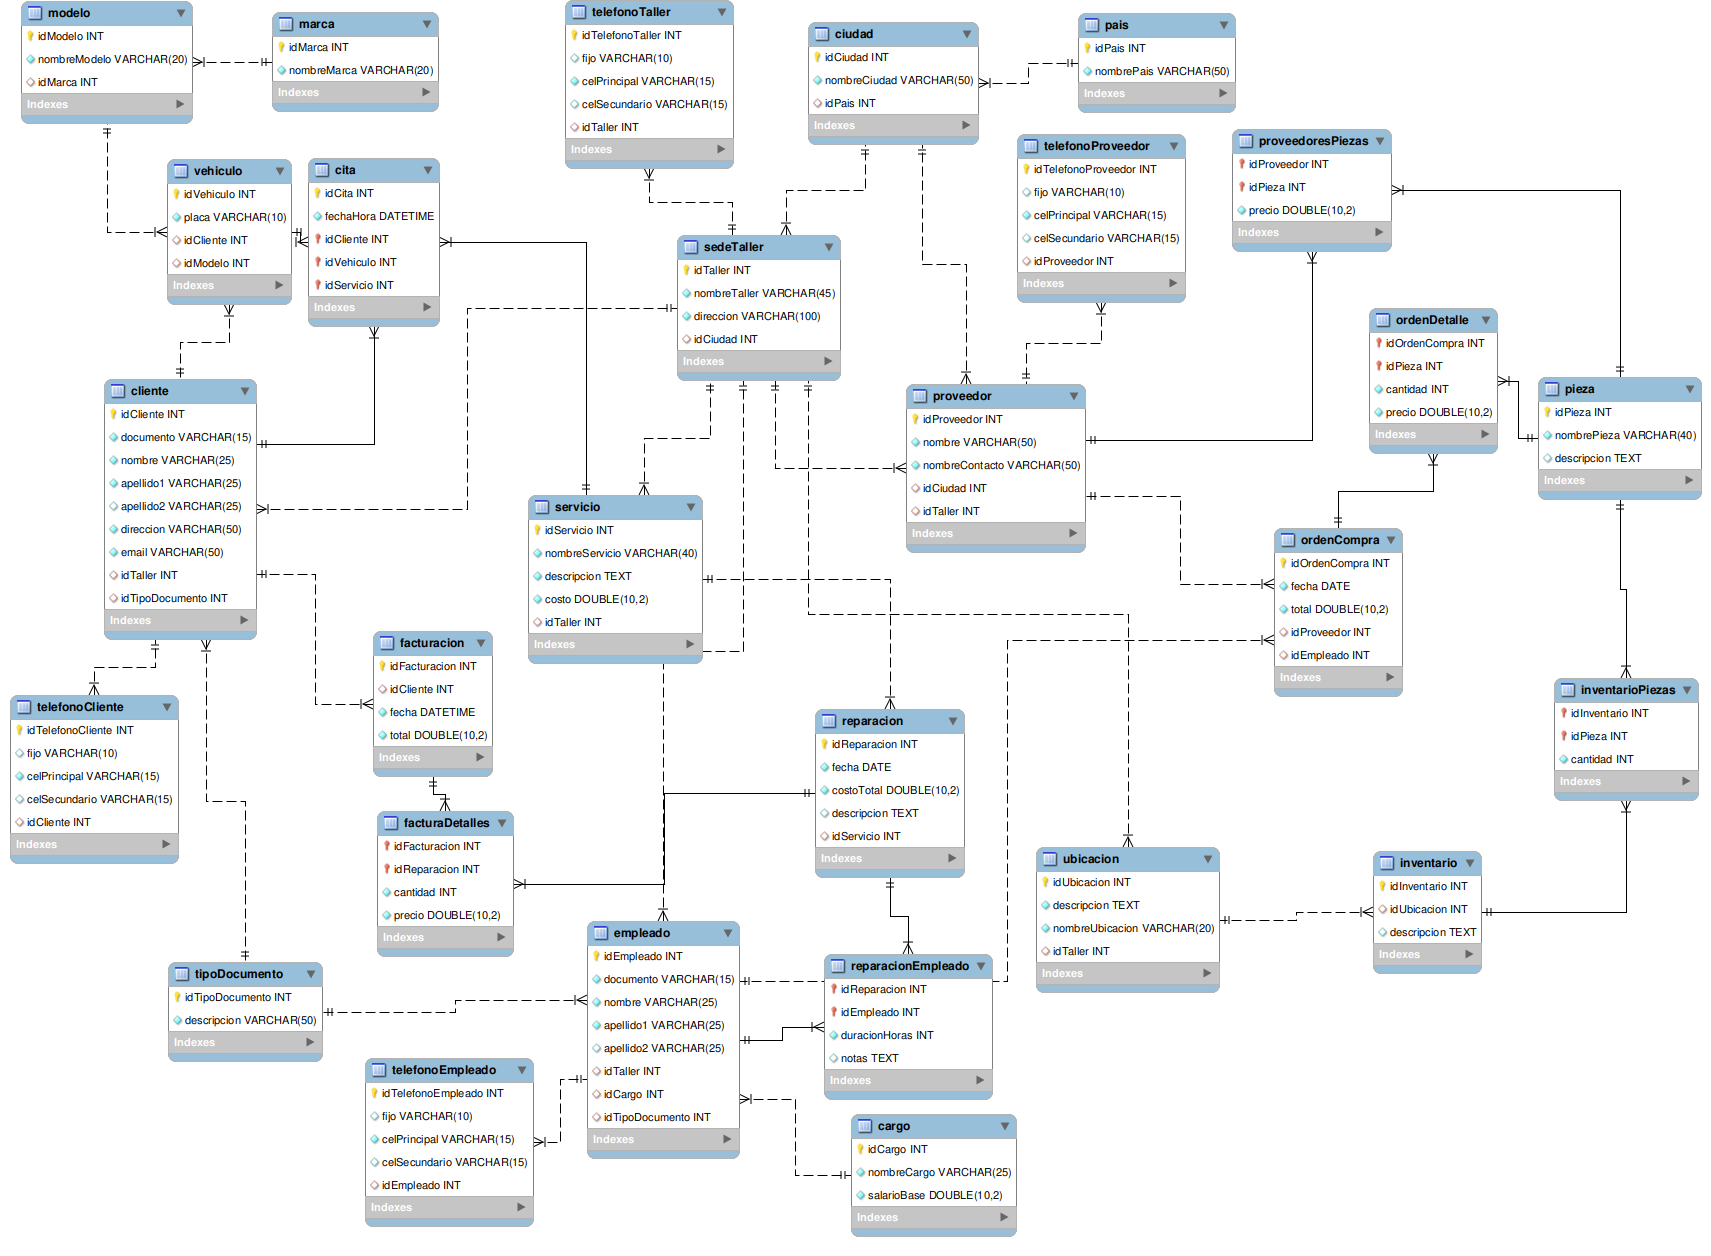 modelo
idModelo INT
nombreModelo VARCHAR(20)
idMarca INT
Indexes
marca
idMarca INT
nombreMarca VARCHAR(20)
Indexes
telefonoTaller
idTelefonoTaller INT
fijo VARCHAR(10)
celPrincipal VARCHAR(15)
celSecundario VARCHAR(15)
idTaller INT
Indexes
ciudad
idCiudad INT
nombreCiudad VARCHAR(50)
idPais INT
Indexes
pais
idPais INT
nombrePais VARCHAR(50)
Indexes
vehiculo
idVehiculo INT
placa VARCHAR(10)
idCliente INT
idModelo INT
Indexes
cita
idCita INT
fechaHora DATETIME
idCliente INT
idVehiculo INT
idServicio INT
Indexes
telefonoProveedor
idTelefonoProveedor INT
fijo VARCHAR(10)
celPrincipal VARCHAR(15)
celSecundario VARCHAR(15)
idProveedor INT
Indexes
proveedoresPiezas
idProveedor INT
idPieza INT
precio DOUBLE(10,2)
Indexes
sedeTaller
idTaller INT
nombreTaller VARCHAR(45)
direccion VARCHAR(100)
idCiudad INT
Indexes
ordenDetalle
idOrdenCompra INT
idPieza INT
cantidad INT
precio DOUBLE(10,2)
Indexes
cliente
idCliente INT
documento VARCHAR(15)
nombre VARCHAR(25)
apellido1 VARCHAR(25)
apellido2 VARCHAR(25)
direccion VARCHAR(50)
email VARCHAR(50)
idTaller INT
idTipoDocumento INT
Indexes
proveedor
idProveedor INT
nombre VARCHAR(50)
nombreContacto VARCHAR(50)
idCiudad INT
idTaller INT
Indexes
pieza
idPieza INT
nombrePieza VARCHAR(40)
descripcion TEXT
Indexes
servicio
idServicio INT
nombreServicio VARCHAR(40)
descripcion TEXT
costo DOUBLE(10,2)
idTaller INT
Indexes
ordenCompra
idOrdenCompra INT
fecha DATE
total DOUBLE(10,2)
idProveedor INT
idEmpleado INT
Indexes
facturacion
idFacturacion INT
idCliente INT
fecha DATETIME
total DOUBLE(10,2)
Indexes
telefonoCliente
idTelefonoCliente INT
fijo VARCHAR(10)
celPrincipal VARCHAR(15)
celSecundario VARCHAR(15)
idCliente INT
Indexes
reparacion
idReparacion INT
fecha DATE
costoTotal DOUBLE(10,2)
descripcion TEXT
idServicio INT
Indexes
inventarioPiezas
idInventario INT
idPieza INT
cantidad INT
Indexes
facturaDetalles
idFacturacion INT
idReparacion INT
cantidad INT
precio DOUBLE(10,2)
Indexes
ubicacion
idUbicacion INT
descripcion TEXT
nombreUbicacion VARCHAR(20)
idTaller INT
Indexes
inventario
idInventario INT
idUbicacion INT
descripcion TEXT
Indexes
empleado
idEmpleado INT
documento VARCHAR(15)
nombre VARCHAR(25)
apellido1 VARCHAR(25)
apellido2 VARCHAR(25)
idTaller INT
idCargo INT
idTipoDocumento INT
Indexes
reparacionEmpleado
idReparacion INT
idEmpleado INT
duracionHoras INT
notas TEXT
Indexes
tipoDocumento
idTipoDocumento INT
descripcion VARCHAR(50)
Indexes
telefonoEmpleado
idTelefonoEmpleado INT
fijo VARCHAR(10)
celPrincipal VARCHAR(15)
celSecundario VARCHAR(15)
idEmpleado INT
Indexes
cargo
idCargo INT
nombreCargo VARCHAR(25)
salarioBase DOUBLE(10,2)
Indexes